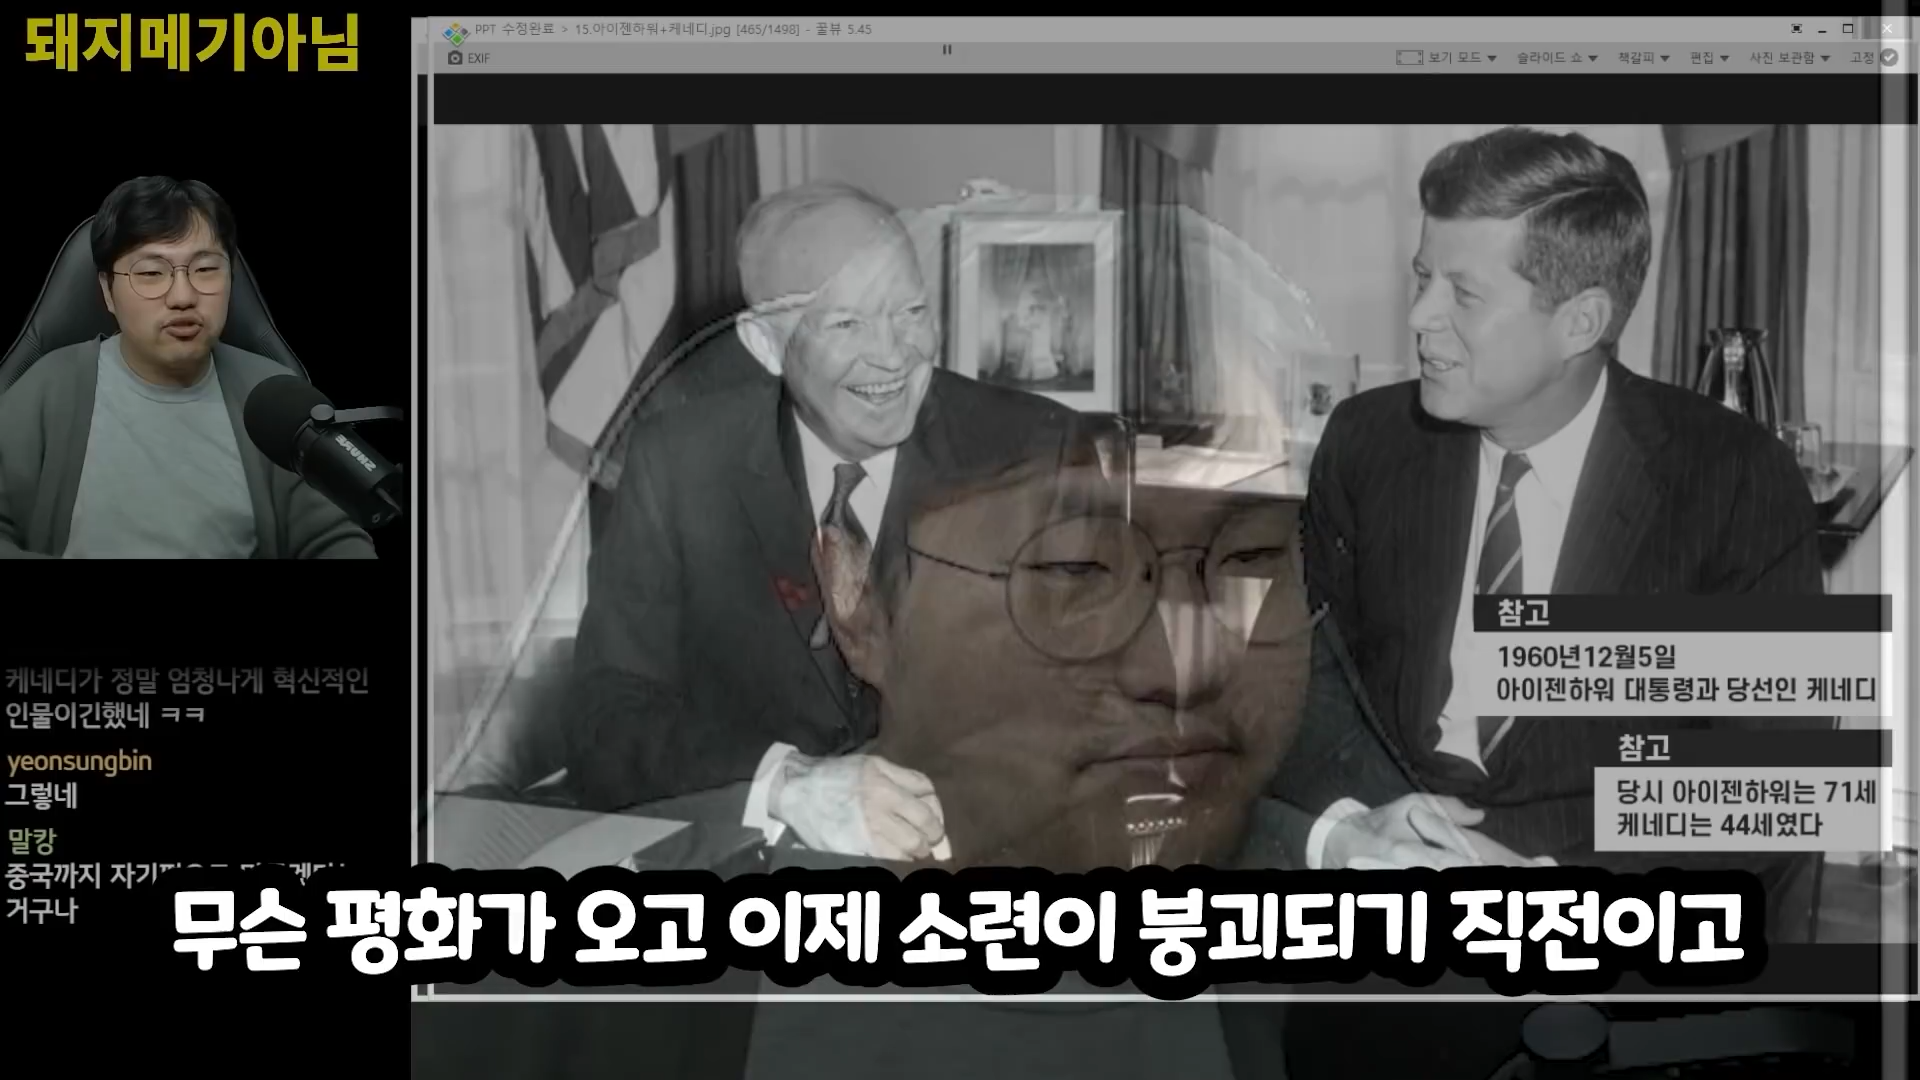 돼지메기아님
PPT 수정완료 > 15.아이젠하워+케네디.jpg [465/1498] - 꿀뷰 5.45
EXIF
보기 모드
슬라이드 쇼
책갈피
편집
사진 보관함
고정
SHURE
참고
1960년12월5일
아이젠하워 대통령과 당선인 케네디
참고
당시 아이젠하워는 71세
케네디는 44세였다
케네디가 정말 엄청나게 혁신적인
인물이긴했네 ㅋㅋ
yeonsungbin
그렇네
말캉
중국까지
거구나
무슨 평화가 오고 이제 소련이 붕괴되기 직전이고